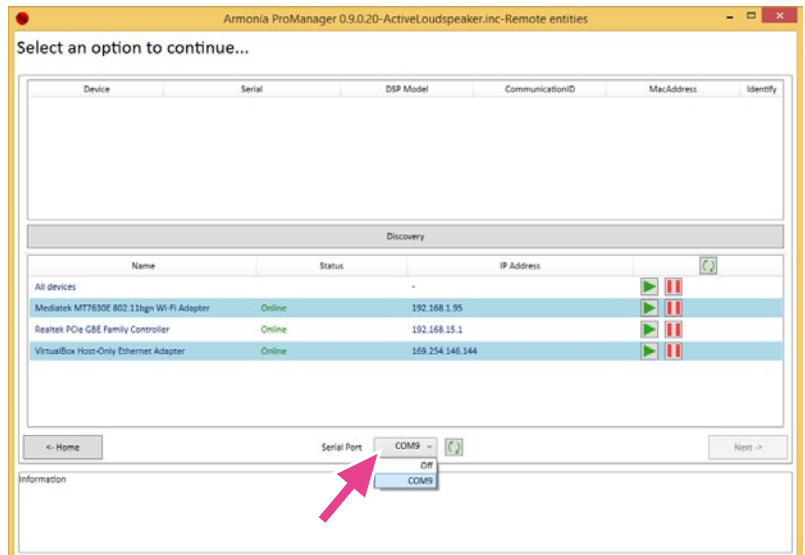 Armonía ProManager 0.9.0.20-ActiveLoudspeaker.inc-Remote entities
Select an option to continue...
Device Serial DSP Model CommunicationID MacAddress Identify
Discovery
Name Status IP Address
All devices -
Mediatek MT7630E 802.11bgn Wi-Fi Adapter Online 192.168.1.95
Realtek PCIe GBE Family Controller Online 192.168.15.1
VirtualBox Host-Only Ethernet Adapter Online 169.254.146.144
<- Home Serial Port COM9 Next ->
Off
COM9
Information